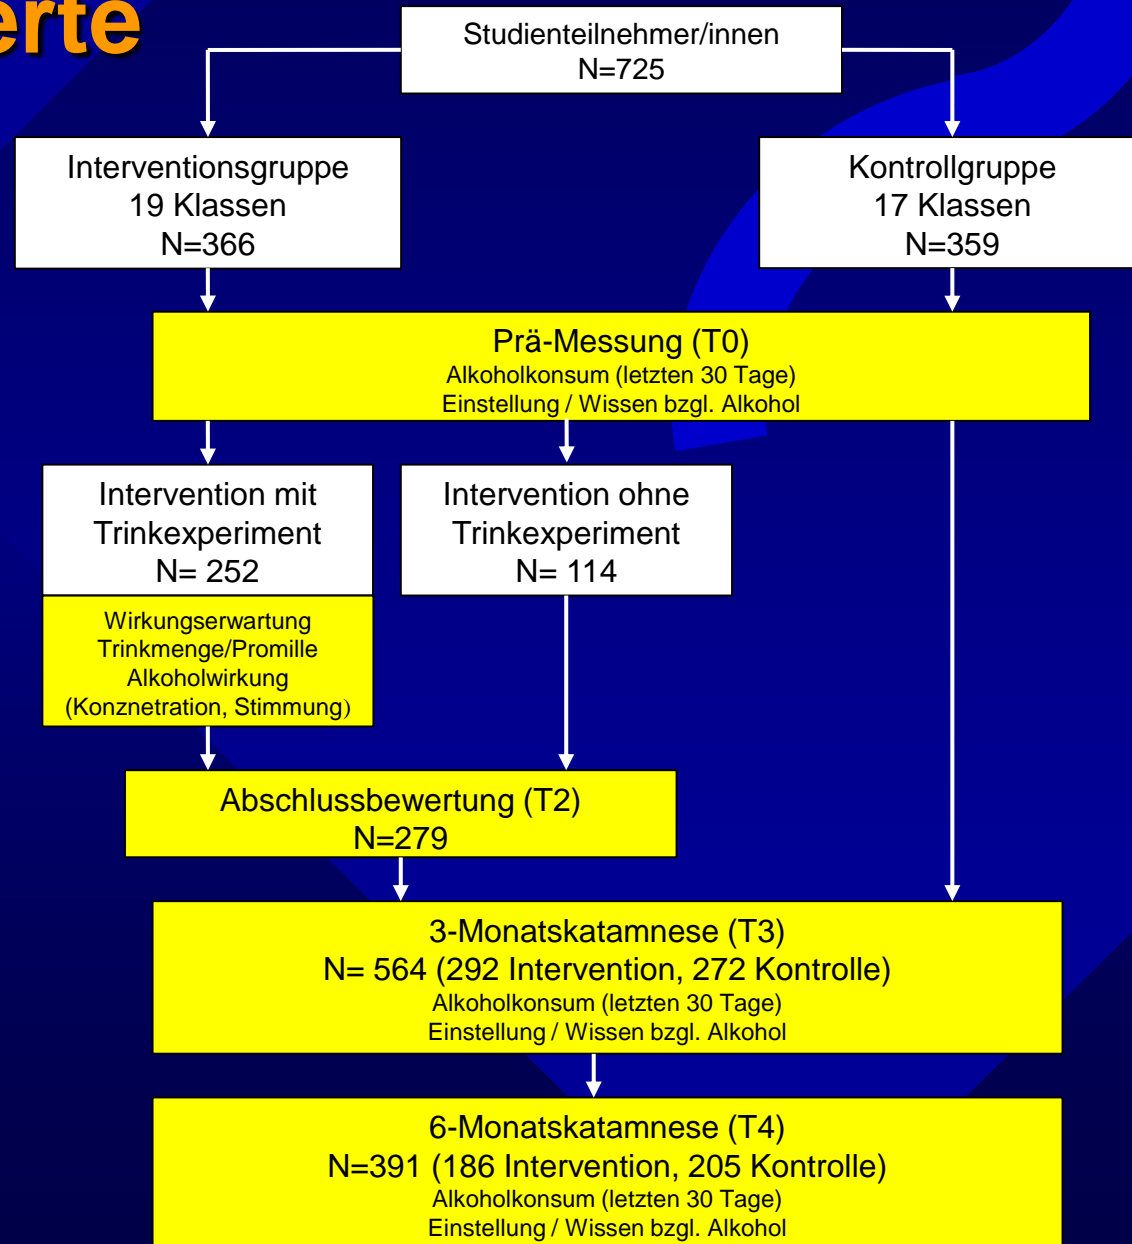 erte
Studienteilnehmer/innen
N=725
Interventionsgruppe
19 Klassen
N=366
Kontrollgruppe
17 Klassen
N=359
Prä-Messung (T0)
Alkoholkonsum (letzten 30 Tage)
Einstellung / Wissen bzgl. Alkohol
Intervention mit
Trinkexperiment
N= 252
Intervention ohne
Trinkexperiment
N= 114
Wirkungserwartung
Trinkmenge/Promille
Alkoholwirkung
(Konznetration, Stimmung)
Abschlussbewertung (T2)
N=279
3-Monatskatamnese (T3)
N= 564 (292 Intervention, 272 Kontrolle)
Alkoholkonsum (letzten 30 Tage)
Einstellung / Wissen bzgl. Alkohol
6-Monatskatamnese (T4)
N=391 (186 Intervention, 205 Kontrolle)
Alkoholkonsum (letzten 30 Tage)
Einstellung / Wissen bzgl. Alkohol